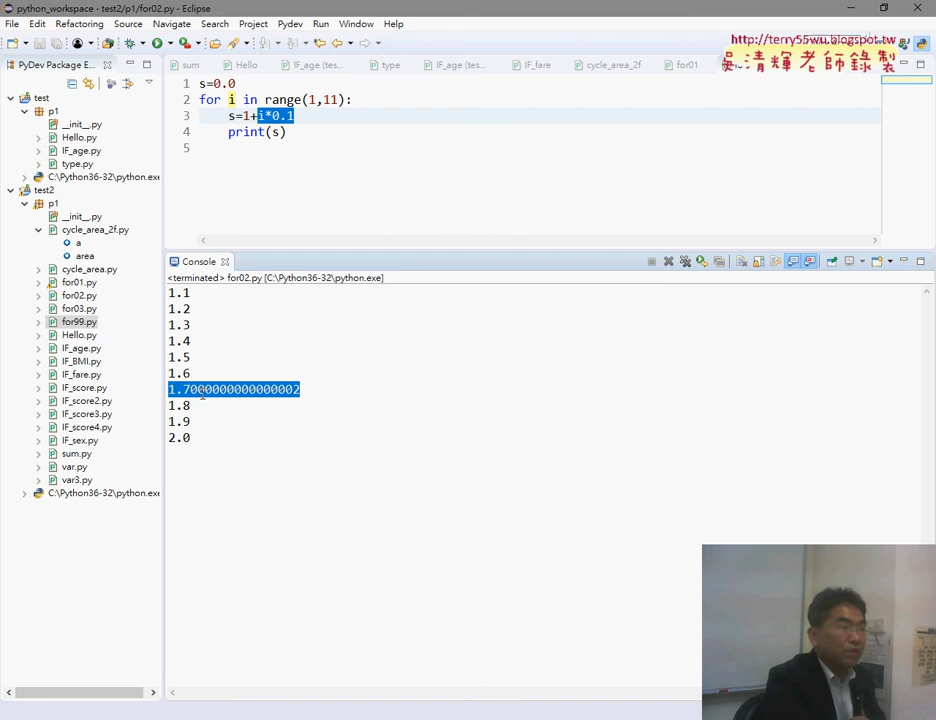 python_workspace - test2/p1/for02.py - Eclipse
File Edit Refactoring Source Navigate Search Project Pydev Run Window Help
http://terry55wu.blogspot.tw
吳清輝老師錄製
PyDev Package E...
sum Hello IF_age (tes... type IF_age (tes... IF_fare cycle_area_2f for01
1 s=0.0
2 for i in range(1,11):
3 s=1+i*0.1
4 print(s)
5
test
p1
__init__.py
Hello.py
IF_age.py
type.py
C:\Python36-32\python.exe
test2
p1
__init__.py
cycle_area_2f.py
a
area
cycle_area.py
for01.py
for02.py
for03.py
for99.py
Hello.py
IF_age.py
IF_BMI.py
IF_fare.py
IF_score.py
IF_score2.py
IF_score3.py
IF_score4.py
IF_sex.py
sum.py
var.py
var3.py
C:\Python36-32\python.exe
Console
<terminated> for02.py [C:\Python36-32\python.exe]
1.1
1.2
1.3
1.4
1.5
1.6
1.7000000000000002
1.8
1.9
2.0